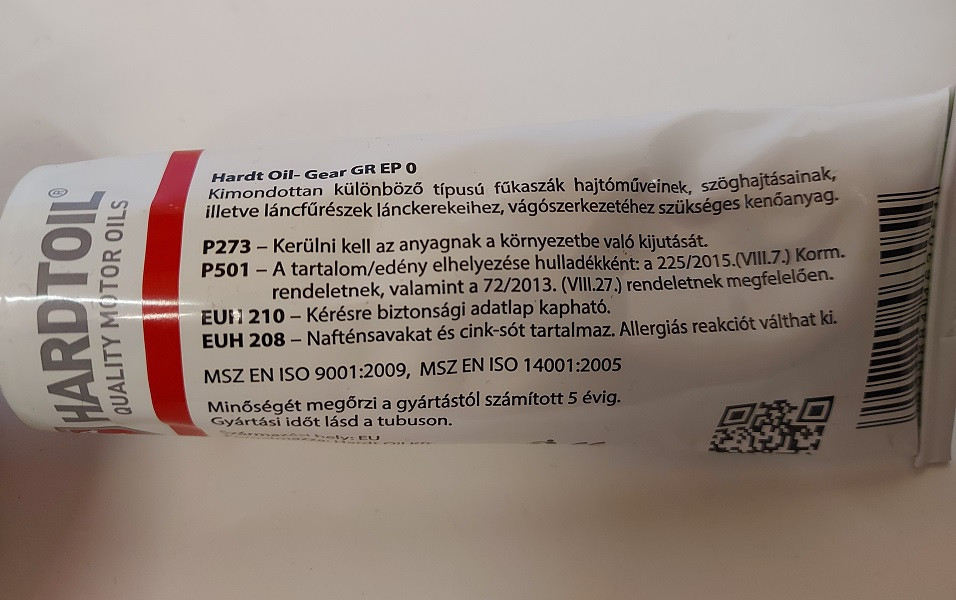 HARDTOIL®
QUALITY MOTOR OILS
Hardt Oil- Gear GR EP 0
Kimondottan különböző típusú fűkaszák hajtóműveinek, szöghajtásainak,
illetve láncfűrészek lánckerekeihez, vágószerkezetéhez szükséges kenőanyag.
P273 – Kerülni kell az anyagnak a környezetbe való kijutását.
P501 – A tartalom/edény elhelyezése hulladékként: a 225/2015.(VIII.7.) Korm.
rendeletnek, valamint a 72/2013. (VIII.27.) rendeletnek megfelelően.
EUH 210 – Kérésre biztonsági adatlap kapható.
EUH 208 – Nafténsavakat és cink-sót tartalmaz. Allergiás reakciót válthat ki.
MSZ EN ISO 9001:2009, MSZ EN ISO 14001:2005
Minőségét megőrzi a gyártástól számított 5 évig.
Gyártási időt lásd a tubuson.
Származási hely: EU